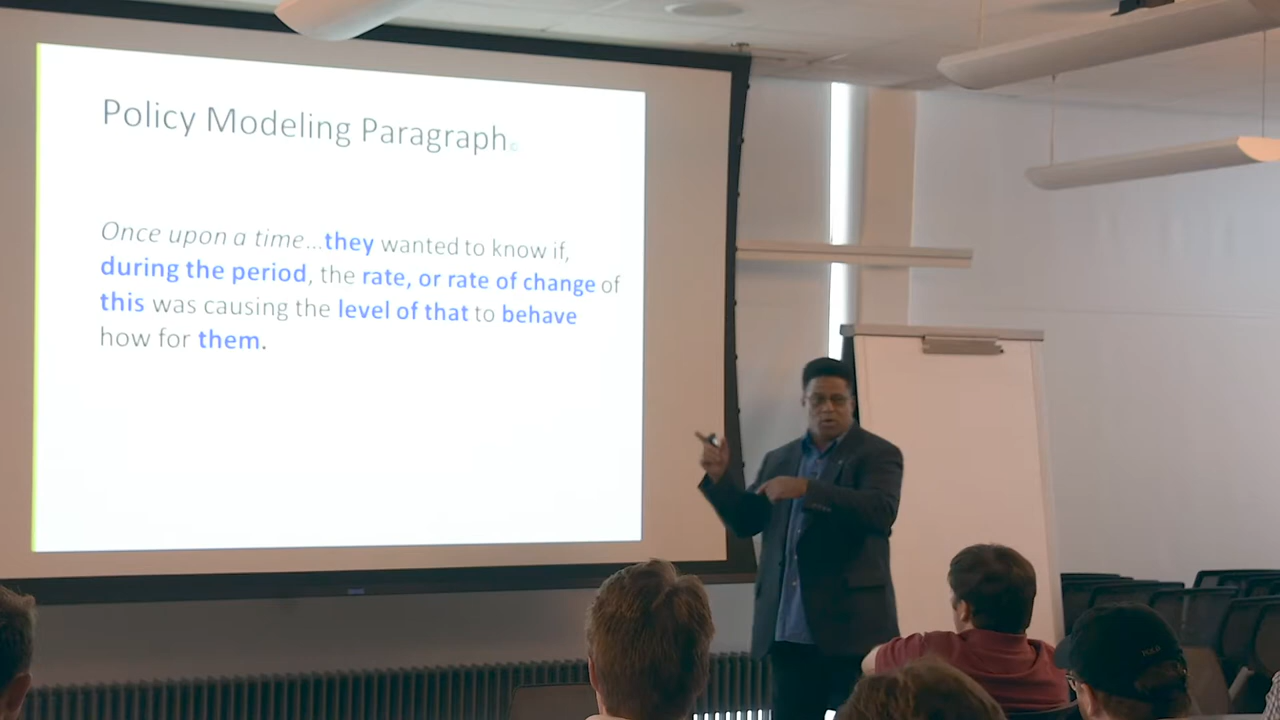 Policy Modeling Paragraph
Once upon a time...they wanted to know if,
during the period, the rate, or rate of change of
this was causing the level of that to behave
how for them.
POLO